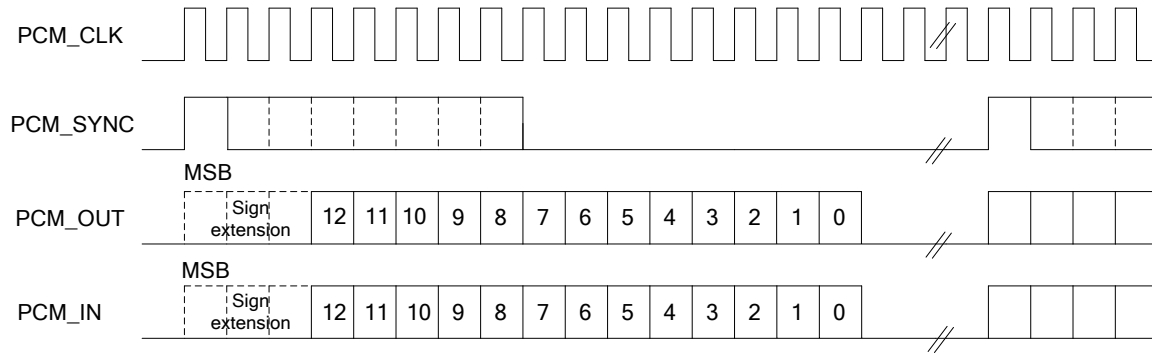 PCM_CLK
PCM_SYNC
MSB
PCM_OUT
Sign
extension
12 11 10 9 8 7 6 5 4 3 2 1 0
MSB
PCM_IN
Sign
extension
12 11 10 9 8 7 6 5 4 3 2 1 0